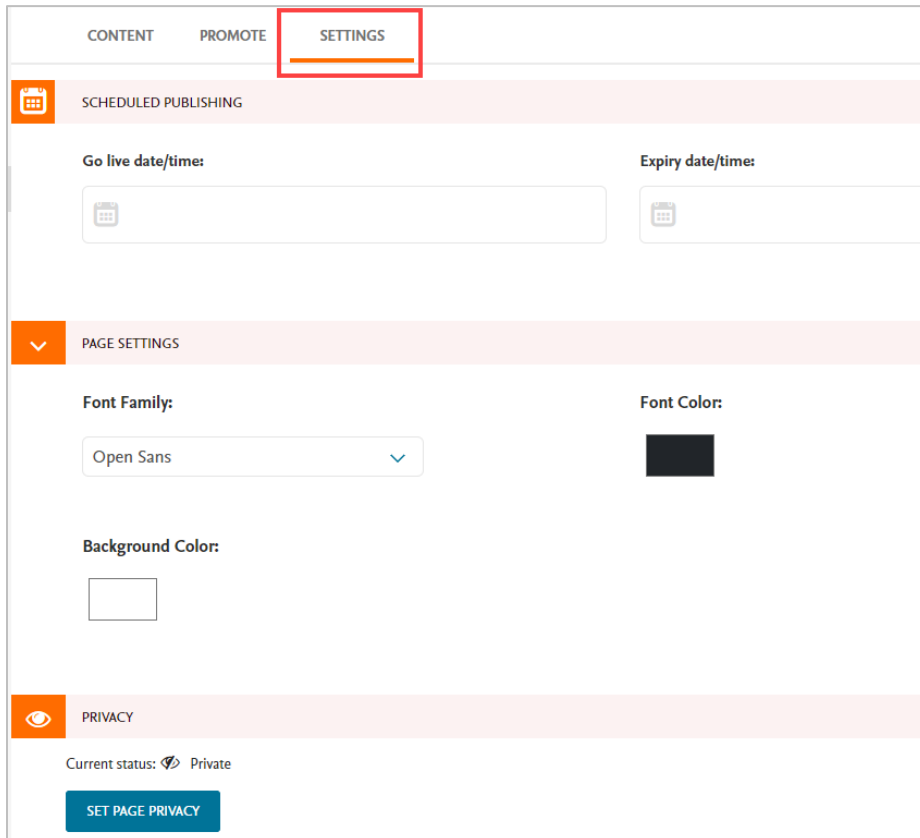 CONTENT PROMOTE SETTINGS
SCHEDULED PUBLISHING
Go live date/time: Expiry date/time:
PAGE SETTINGS
Font Family: Font Color:
Open Sans
Background Color:
PRIVACY
Current status: Private
SET PAGE PRIVACY